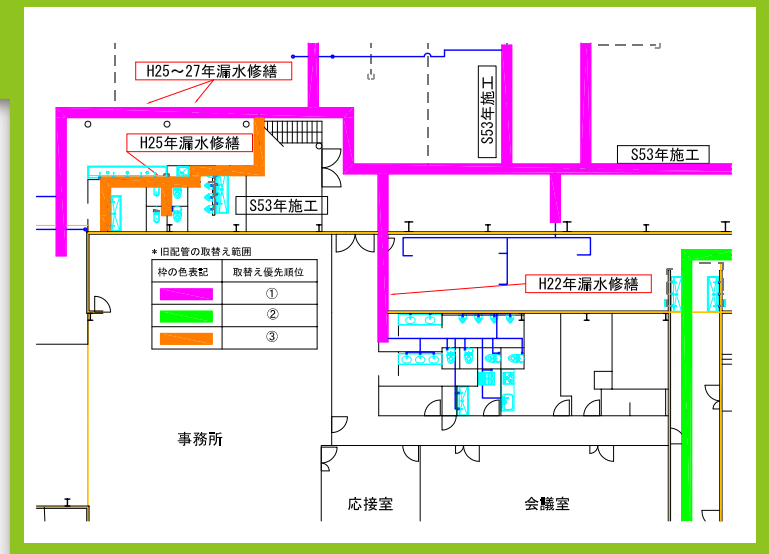 H25～27年漏水修繕
S53年施工
H25年漏水修繕
S53年施工
S53年施工
＊旧配管の取替え範囲
枠の色表記 取替え優先順位
①
②
③
H22年漏水修繕
事務所
応接室
会議室